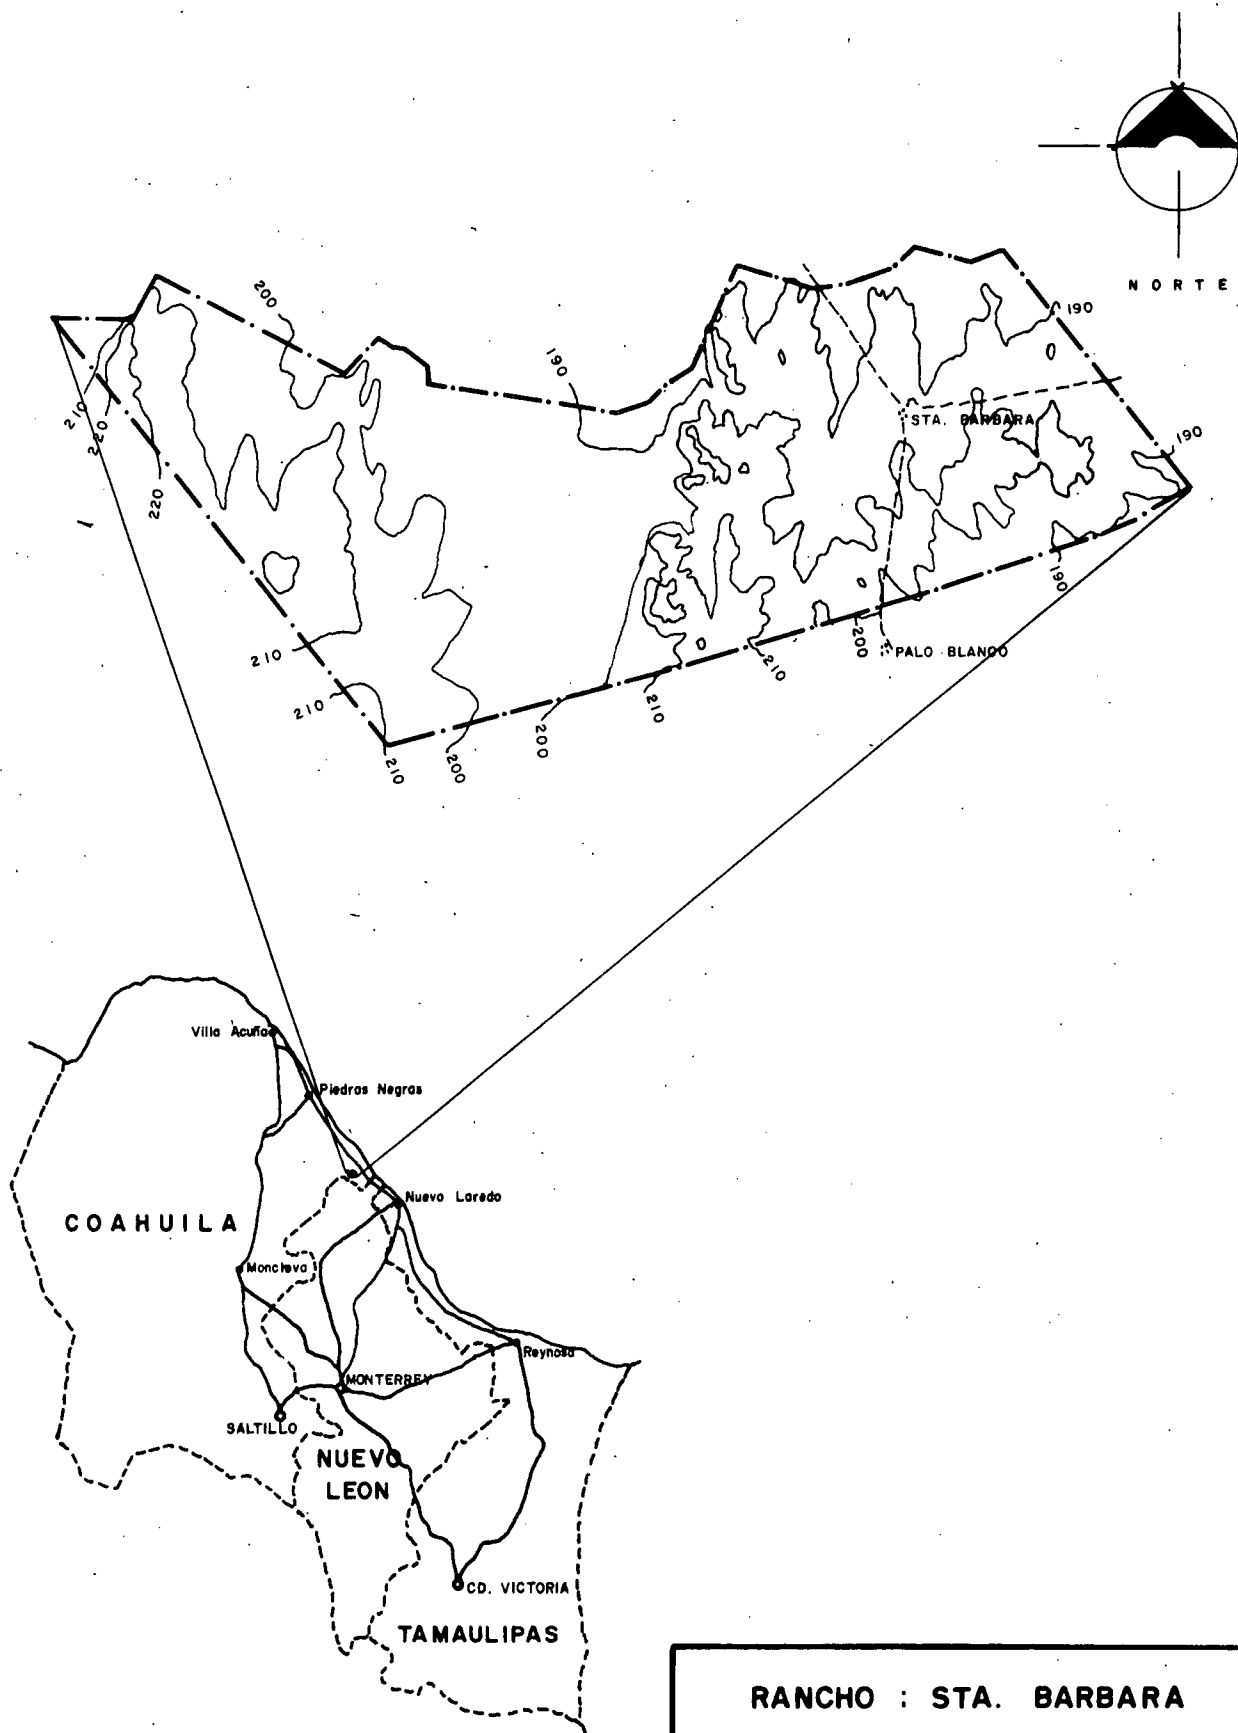 NORTE
200
190
190
210
220
220
STA. BARBARA
190
190
200
PALO BLANCO
210
210
210
210
200
200
210
Villa Acuña
Piedras Negras
Nuevo Laredo
COAHUILA
Monclova
Reynosa
MONTERREY
SALTILLO
NUEVO
LEON
CD. VICTORIA
TAMAULIPAS
RANCHO : STA. BARBARA